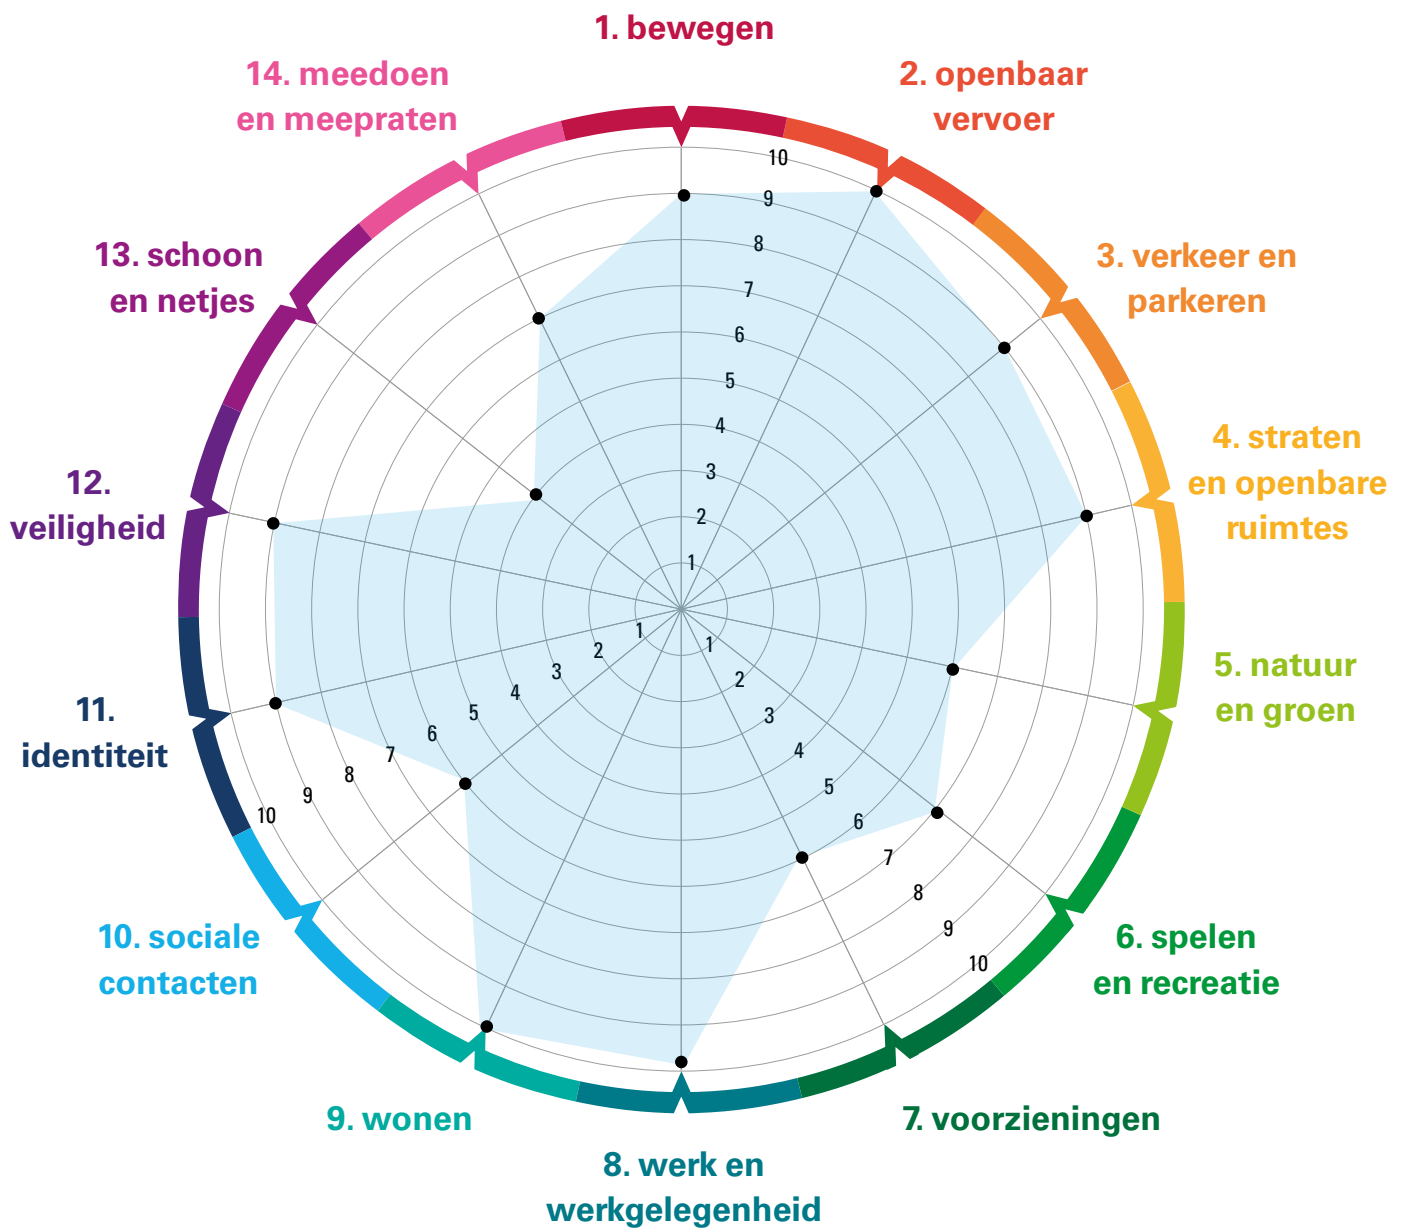 1. bewegen
2. openbaar
vervoer
3. verkeer en
parkeren
4. straten
en openbare
ruimtes
5. natuur
en groen
6. spelen
en recreatie
7. voorzieningen
8. werk en
werkgelegenheid
9. wonen
10. sociale
contacten
11.
identiteit
12.
veiligheid
13. schoon
en netjes
14. meedoen
en meepraten
10
9
8
7
6
5
4
3
2
1
1
2
3
4
5
6
7
8
9
10
1
2
3
4
5
6
7
8
9
10